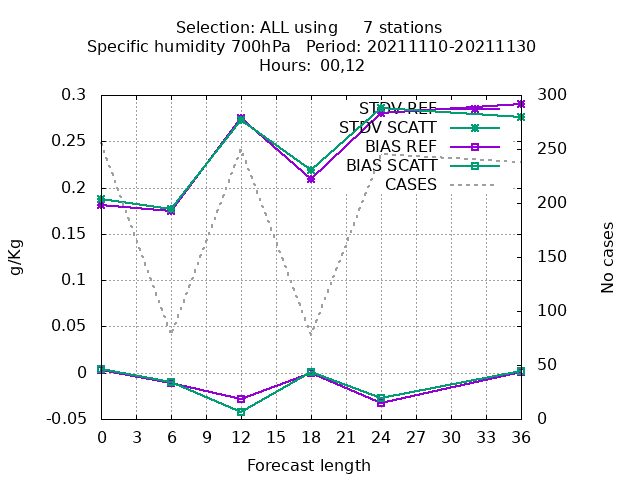 Selection: ALL using     7 stations
Specific humidity 700hPa   Period: 20211110-20211130
Hours: 00,12
0.3
0.25
0.2
0.15
0.1
0.05
0
-0.05
g/Kg
STDV REF
STDV SCATT
BIAS REF
BIAS SCATT
CASES
300
250
200
150
100
50
0
No cases
0 3 6 9 12 15 18 21 24 27 30 33 36
Forecast length